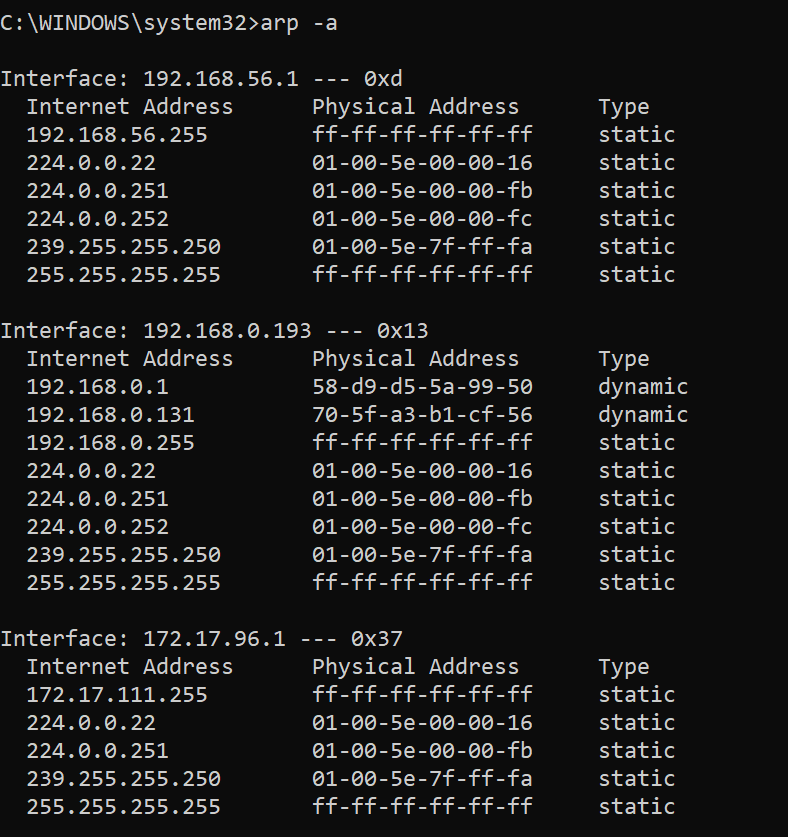 C:\WINDOWS\system32>arp -a

Interface: 192.168.56.1 --- 0xd
  Internet Address      Physical Address      Type
  192.168.56.255        ff-ff-ff-ff-ff-ff     static
  224.0.0.22            01-00-5e-00-00-16     static
  224.0.0.251           01-00-5e-00-00-fb     static
  224.0.0.252           01-00-5e-00-00-fc     static
  239.255.255.250       01-00-5e-7f-ff-fa     static
  255.255.255.255       ff-ff-ff-ff-ff-ff     static

Interface: 192.168.0.193 --- 0x13
  Internet Address      Physical Address      Type
  192.168.0.1           58-d9-d5-5a-99-50     dynamic
  192.168.0.131         70-5f-a3-b1-cf-56     dynamic
  192.168.0.255         ff-ff-ff-ff-ff-ff     static
  224.0.0.22            01-00-5e-00-00-16     static
  224.0.0.251           01-00-5e-00-00-fb     static
  224.0.0.252           01-00-5e-00-00-fc     static
  239.255.255.250       01-00-5e-7f-ff-fa     static
  255.255.255.255       ff-ff-ff-ff-ff-ff     static

Interface: 172.17.96.1 --- 0x37
  Internet Address      Physical Address      Type
  172.17.111.255        ff-ff-ff-ff-ff-ff     static
  224.0.0.22            01-00-5e-00-00-16     static
  224.0.0.251           01-00-5e-00-00-fb     static
  239.255.255.250       01-00-5e-7f-ff-fa     static
  255.255.255.255       ff-ff-ff-ff-ff-ff     static